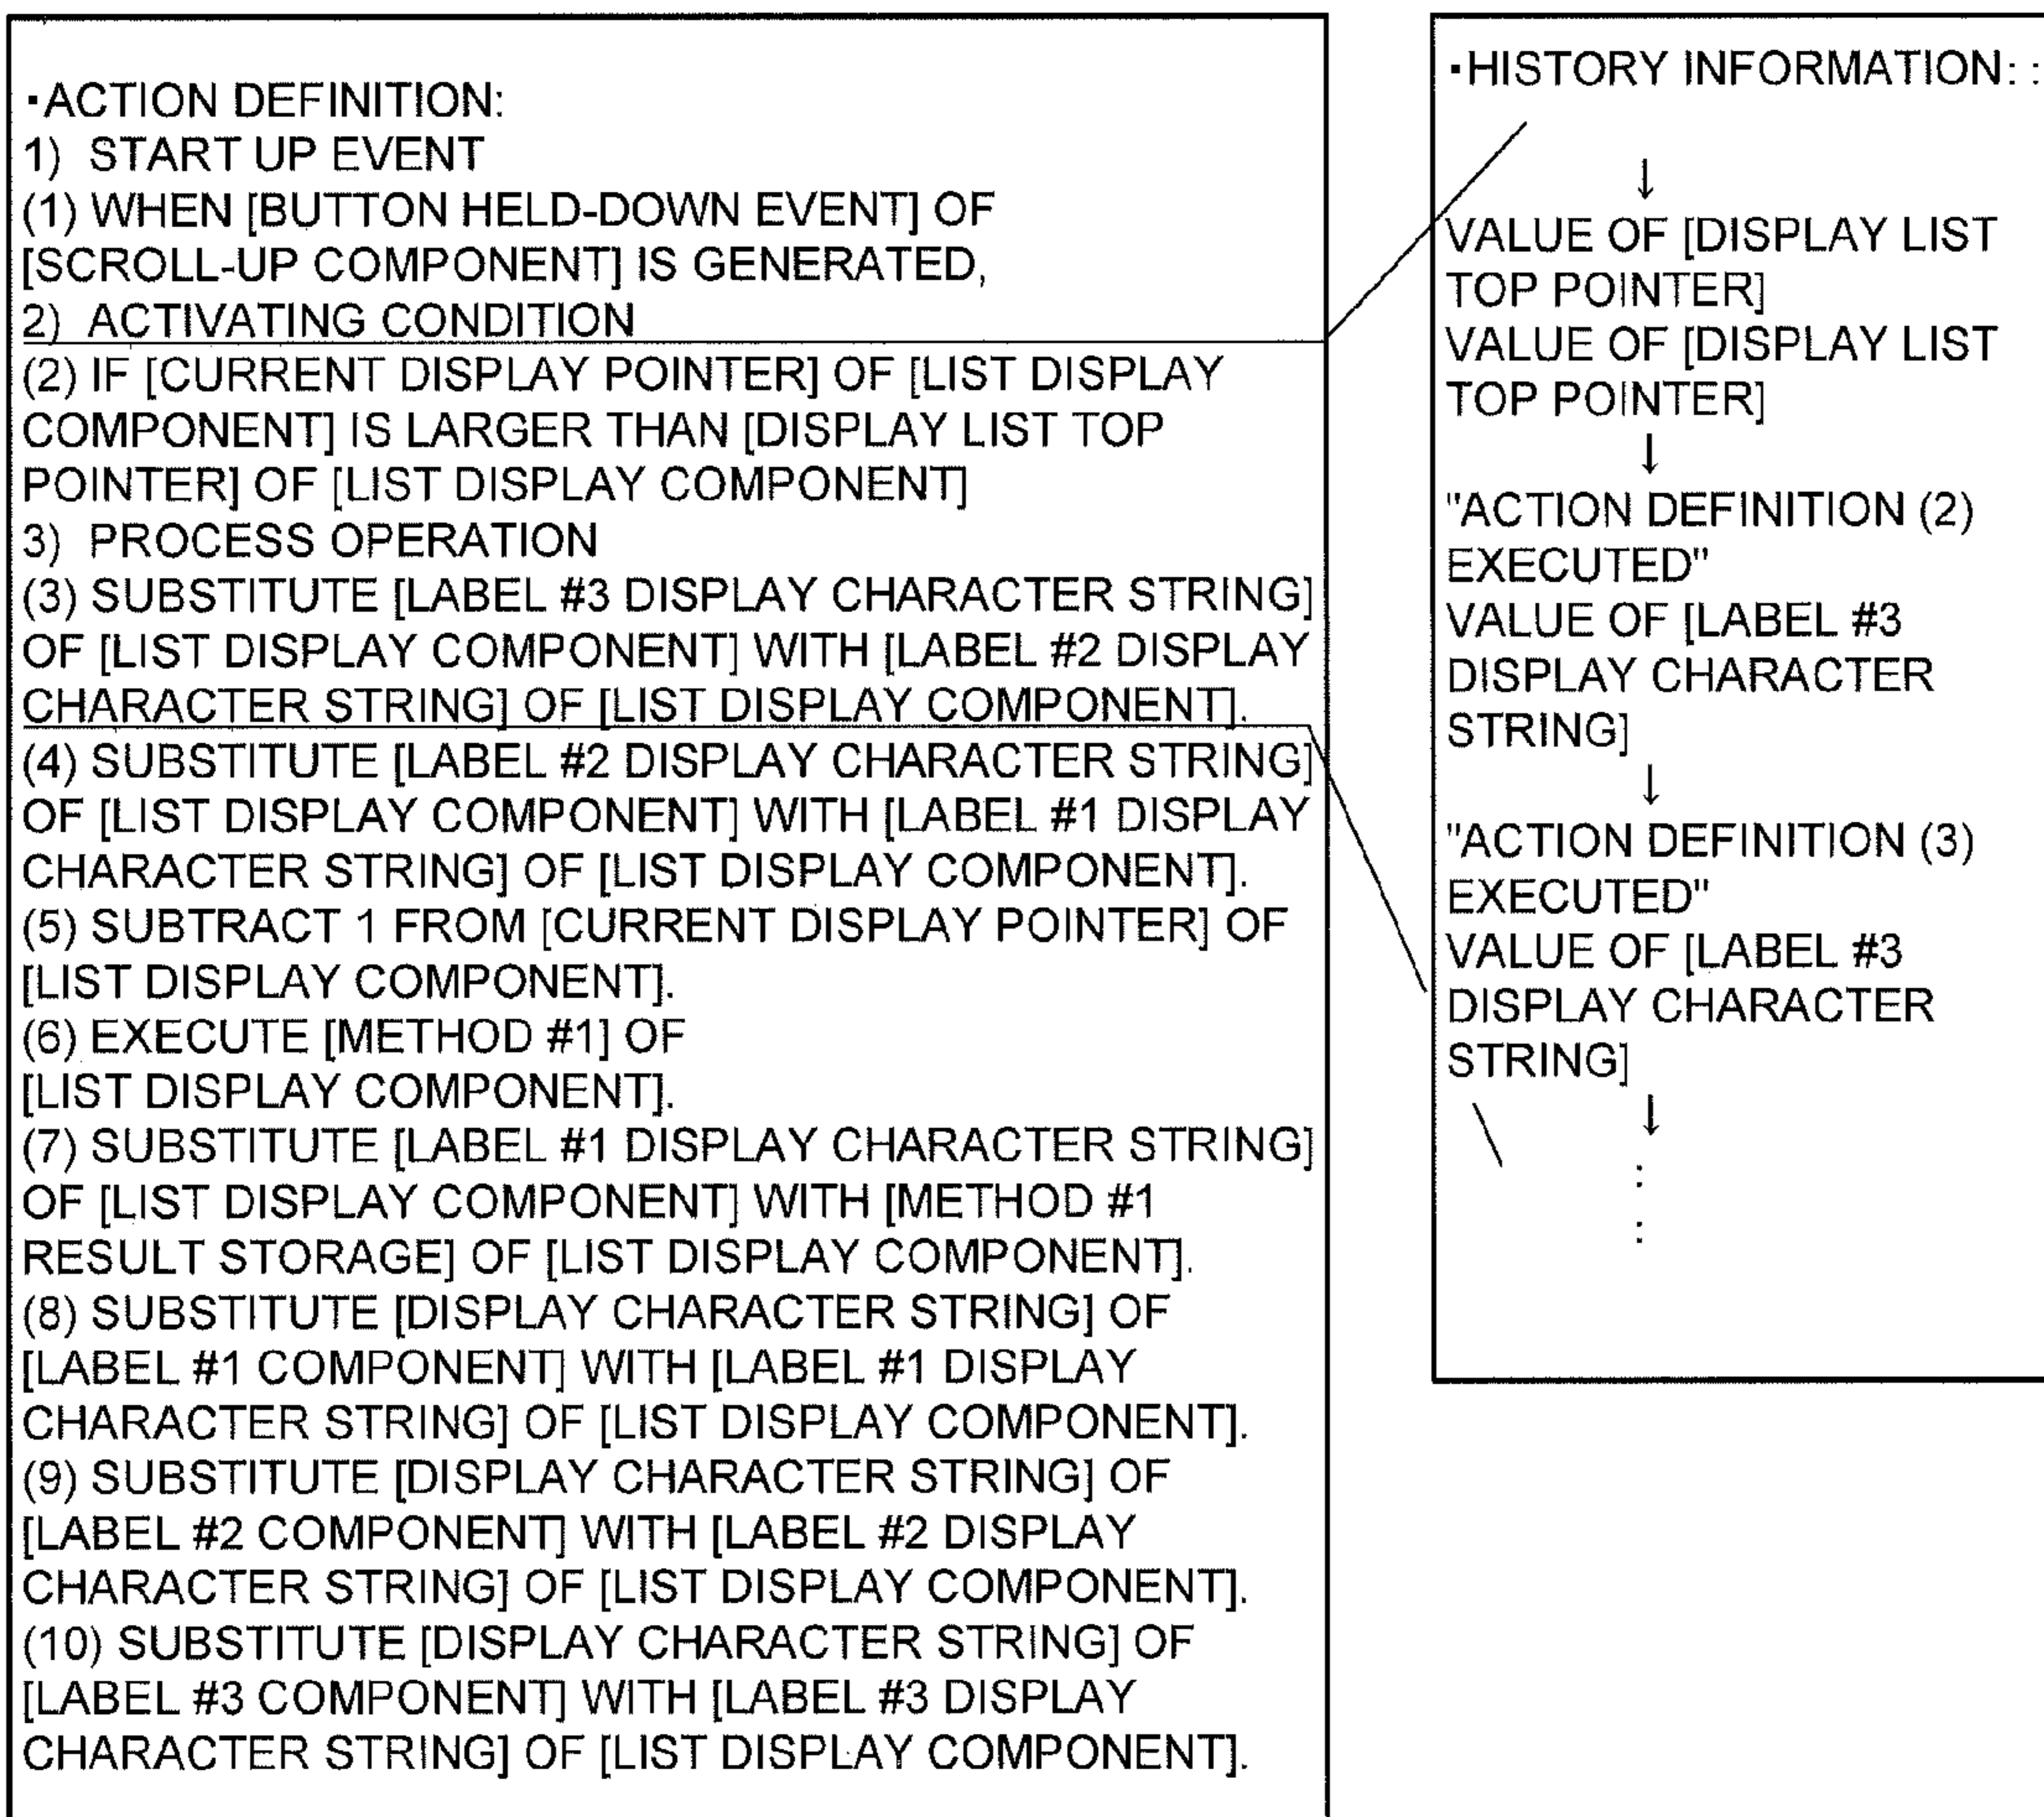 ▪ACTION DEFINITION:
1) START UP EVENT
(1) WHEN [BUTTON HELD-DOWN EVENT] OF
[SCROLL-UP COMPONENT] IS GENERATED,
2) ACTIVATING CONDITION
(2) IF [CURRENT DISPLAY POINTER] OF [LIST DISPLAY
COMPONENT] IS LARGER THAN [DISPLAY LIST TOP
POINTER] OF [LIST DISPLAY COMPONENT]
3) PROCESS OPERATION
(3) SUBSTITUTE [LABEL #3 DISPLAY CHARACTER STRING]
OF [LIST DISPLAY COMPONENT] WITH [LABEL #2 DISPLAY
CHARACTER STRING] OF [LIST DISPLAY COMPONENT].
(4) SUBSTITUTE [LABEL #2 DISPLAY CHARACTER STRING]
OF [LIST DISPLAY COMPONENT] WITH [LABEL #1 DISPLAY
CHARACTER STRING] OF [LIST DISPLAY COMPONENT].
(5) SUBTRACT 1 FROM [CURRENT DISPLAY POINTER] OF
[LIST DISPLAY COMPONENT].
(6) EXECUTE [METHOD #1] OF
[LIST DISPLAY COMPONENT].
(7) SUBSTITUTE [LABEL #1 DISPLAY CHARACTER STRING]
OF [LIST DISPLAY COMPONENT] WITH [METHOD #1
RESULT STORAGE] OF [LIST DISPLAY COMPONENT].
(8) SUBSTITUTE [DISPLAY CHARACTER STRING] OF
[LABEL #1 COMPONENT] WITH [LABEL #1 DISPLAY
CHARACTER STRING] OF [LIST DISPLAY COMPONENT].
(9) SUBSTITUTE [DISPLAY CHARACTER STRING] OF
[LABEL #2 COMPONENT] WITH [LABEL #2 DISPLAY
CHARACTER STRING] OF [LIST DISPLAY COMPONENT].
(10) SUBSTITUTE [DISPLAY CHARACTER STRING] OF
[LABEL #3 COMPONENT] WITH [LABEL #3 DISPLAY
CHARACTER STRING] OF [LIST DISPLAY COMPONENT].
▪HISTORY INFORMATION: :
↓
VALUE OF [DISPLAY LIST
TOP POINTER]
VALUE OF [DISPLAY LIST
TOP POINTER]
↓
"ACTION DEFINITION (2)
EXECUTED"
VALUE OF [LABEL #3
DISPLAY CHARACTER
STRING]
↓
"ACTION DEFINITION (3)
EXECUTED"
VALUE OF [LABEL #3
DISPLAY CHARACTER
STRING]
↓
:
: